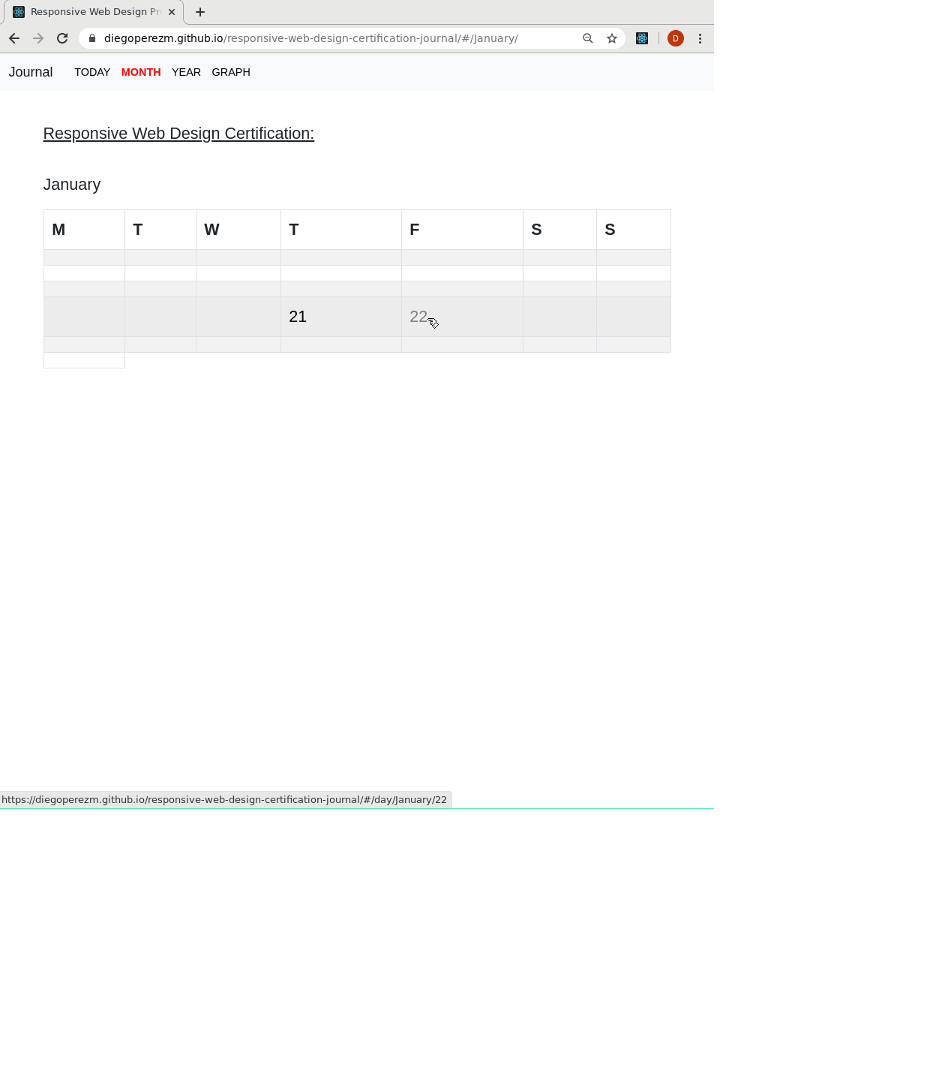 Responsive Web Design Pr
diegoperezm.github.io/responsive-web-design-certification-journal/#/January/
D
Journal TODAY MONTH YEAR GRAPH
Responsive Web Design Certification:
January
M T W T F S S
21 22
https://diegoperezm.github.io/responsive-web-design-certification-journal/#/day/January/22